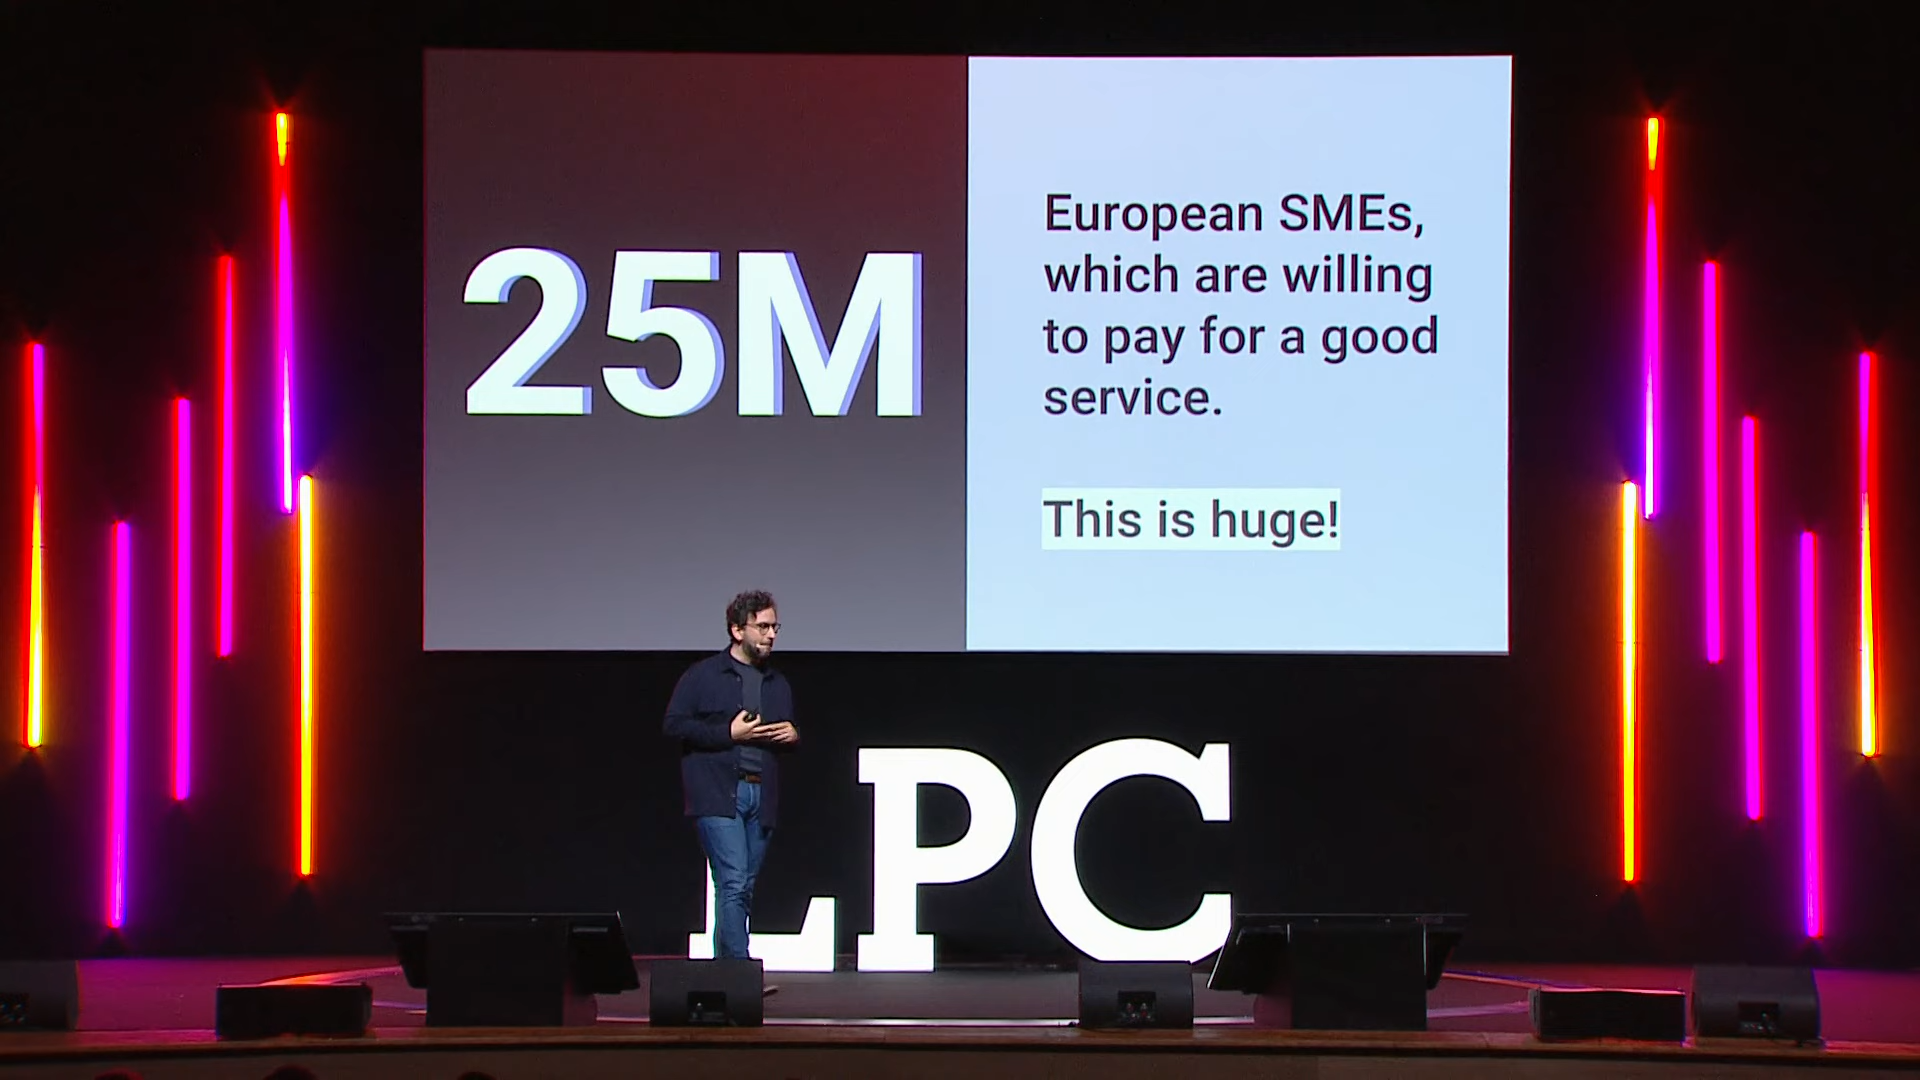 25M
European SMEs,
which are willing
to pay for a good
service.
This is huge!
LPC